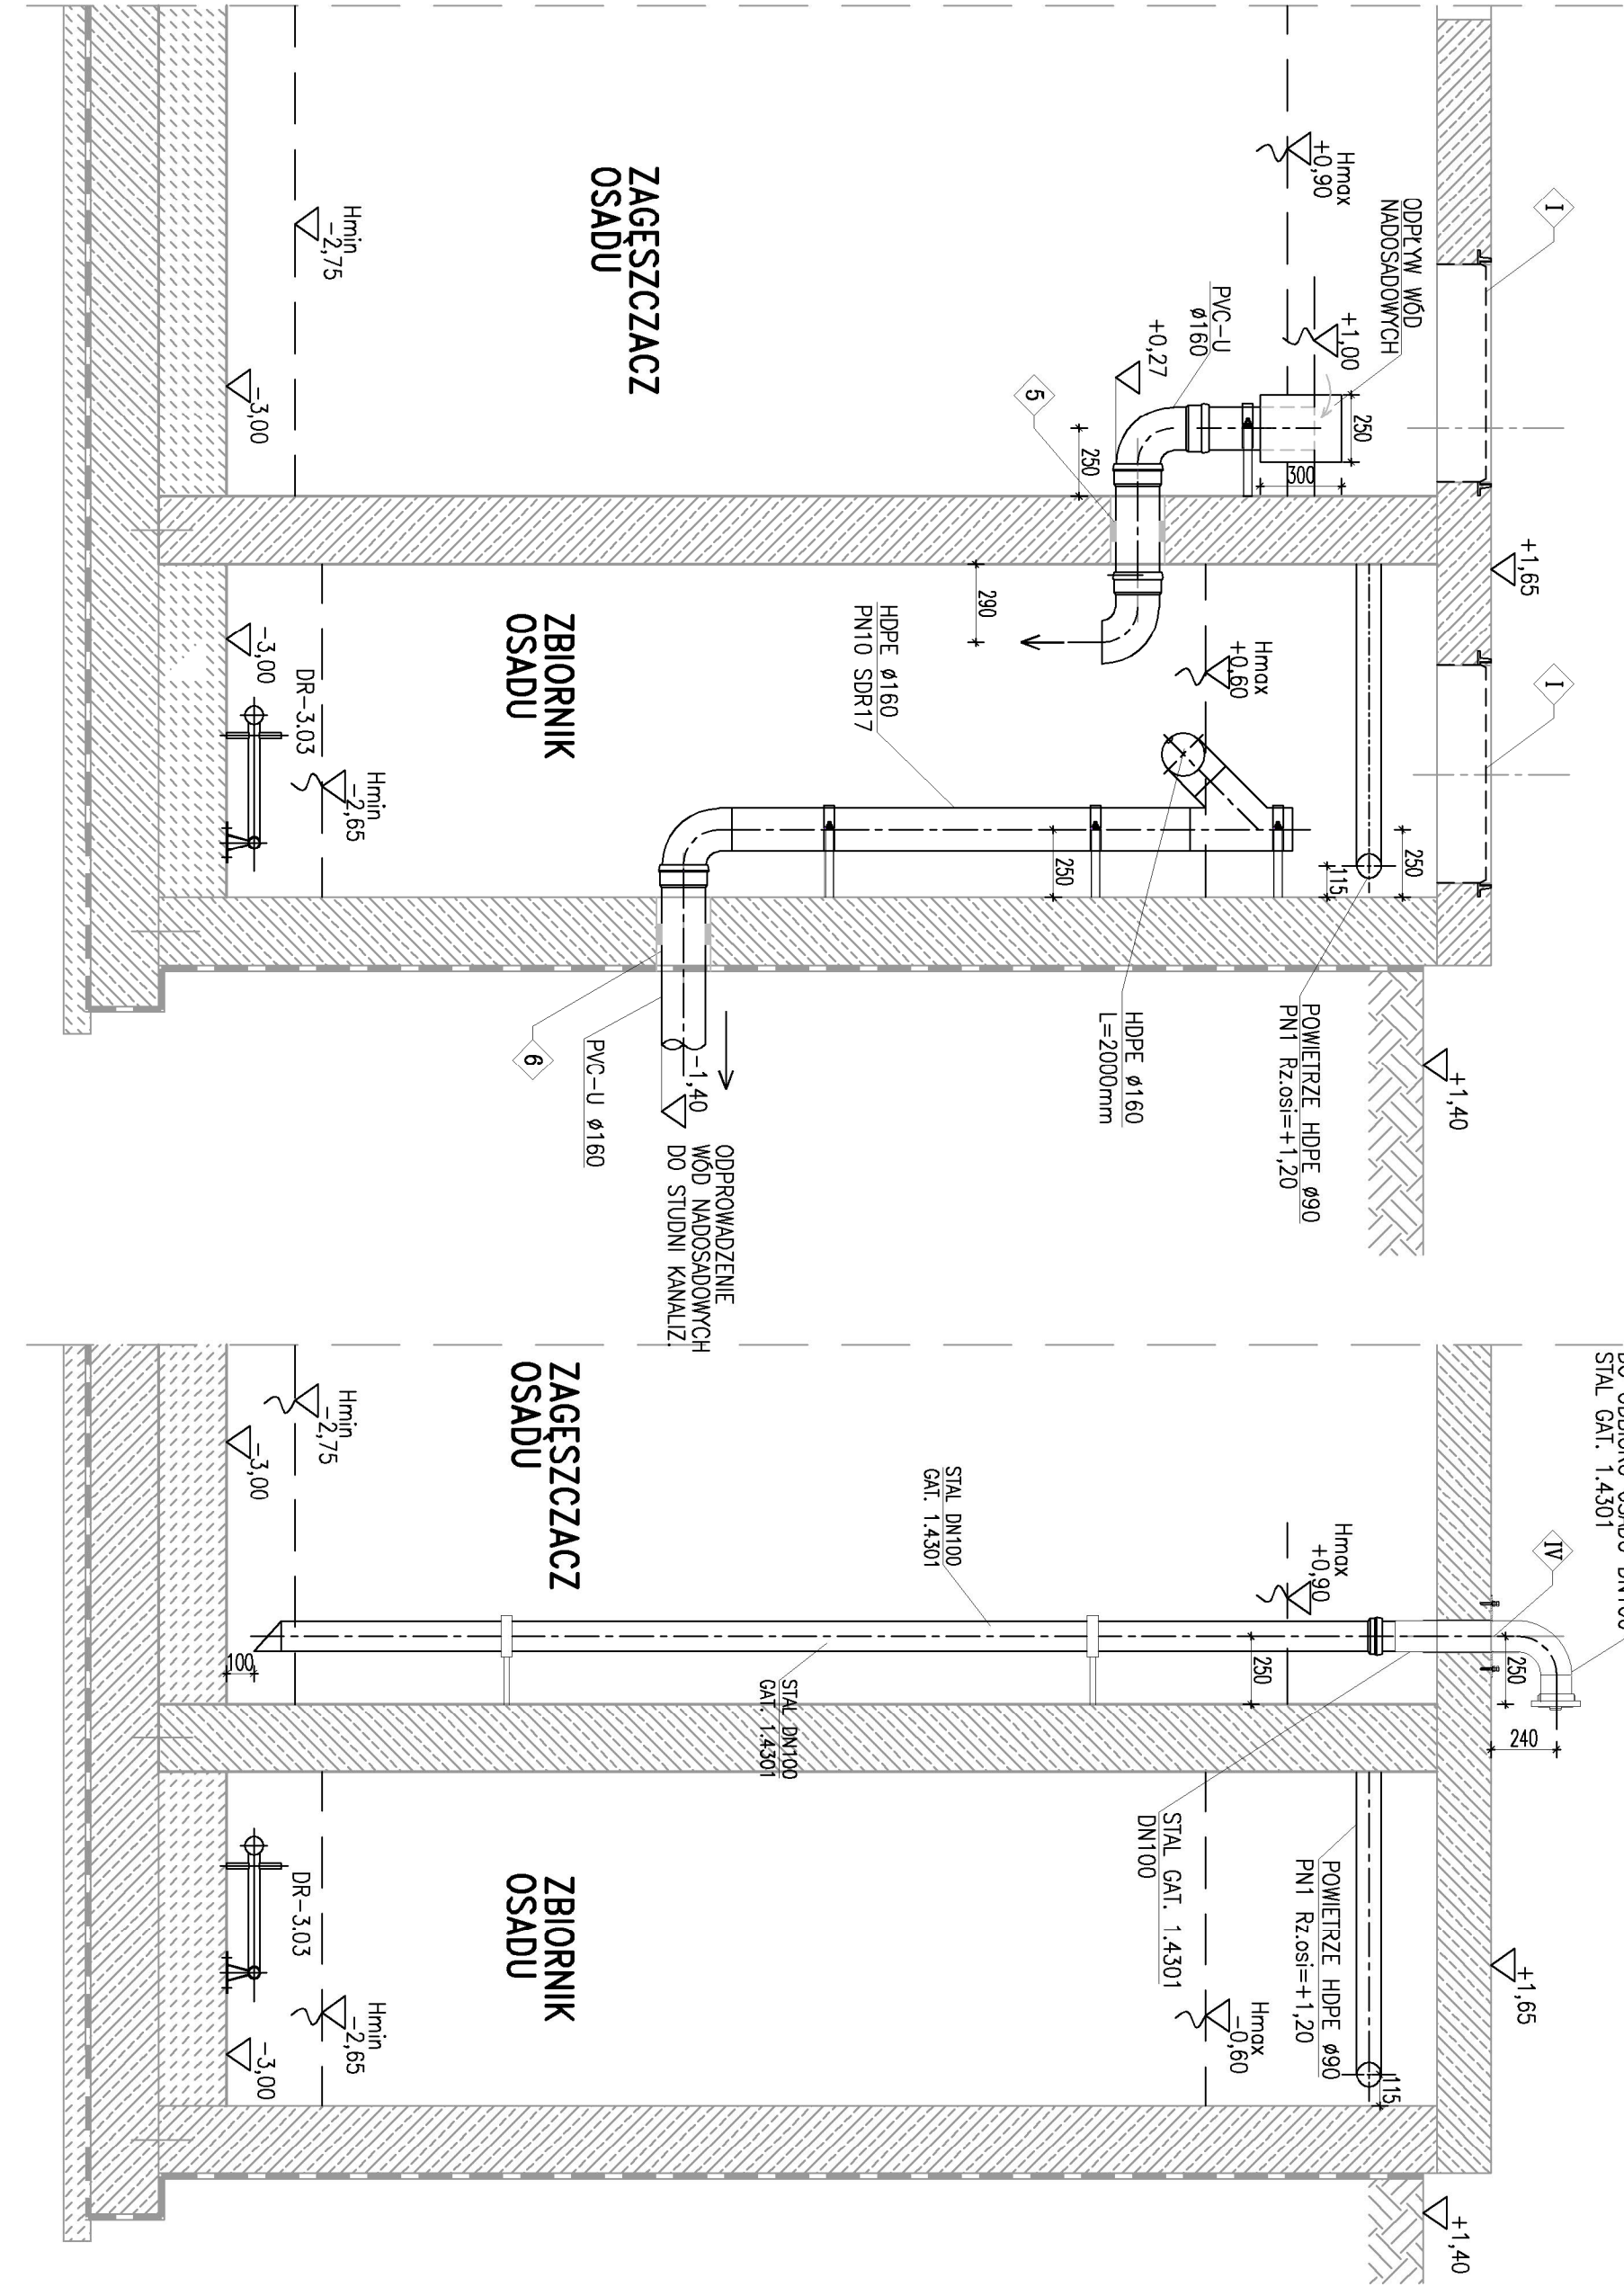 I
I
Hmax
+0,90
ODPŁYW WÓD
NADOSADOWYCH
+1,00
250
300
+1,65
PVC-U
ø160
+0,27
5
250
290
Hmax
+0,60
250
115
+1,40
POWIETRZE HDPE ø90
PN1 Rz.osi=+1,20
HDPE ø160
L=2000mm
HDPE ø160
PN10 SDR17
250
ZAGĘSZCZACZ
OSADU
ZBIORNIK
OSADU
-1,40
ODPROWADZENIE
WÓD NADOSADOWYCH
DO STUDNI KANALIZ.
PVC-U ø160
6
Hmin
-2,75
-3,00
-3,00
DR-3.03
Hmin
-2,65
STAL GAT. 1.4301
IV
250
240
+1,65
Hmax
+0,90
250
115
+1,40
POWIETRZE HDPE ø90
PN1 Rz.osi=+1,20
Hmax
-0,60
STAL GAT. 1.4301
DN100
STAL DN100
GAT. 1.4301
STAL DN100
GAT. 1.4301
ZAGĘSZCZACZ
OSADU
ZBIORNIK
OSADU
Hmin
-2,75
-3,00
100
DR-3.03
Hmin
-2,65
-3,00